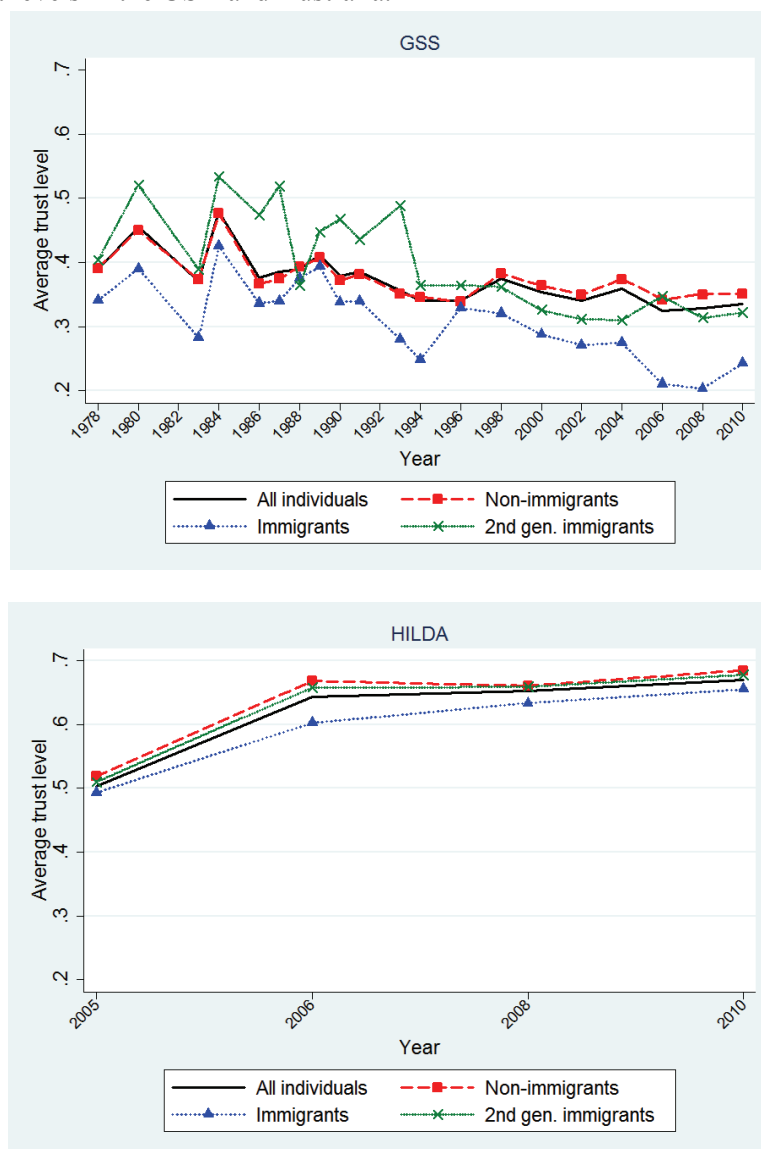 GSS
.7
.6
.5
.4
.3
.2
Average trust level
1978 1980 1982 1984 1986 1988 1990 1992 1994 1996 1998 2000 2002 2004 2006 2008 2010
Year
All individuals Non-immigrants
Immigrants 2nd gen. immigrants
HILDA
.7
.6
.5
.4
.3
.2
Average trust level
2005 2006 2008 2010
Year
All individuals Non-immigrants
Immigrants 2nd gen. immigrants